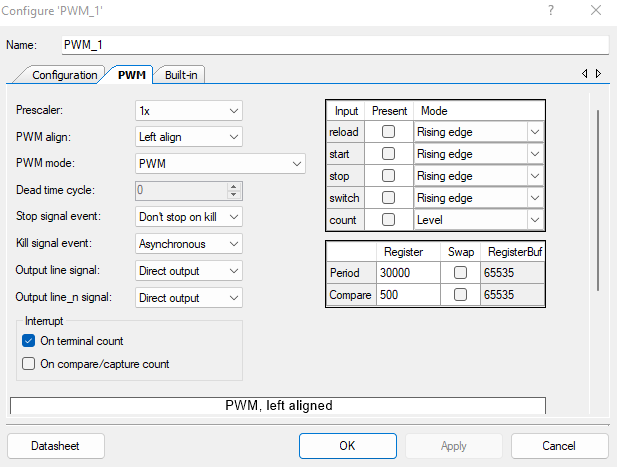 Configure 'PWM_1'
?
Name: PWM_1
Configuration PWM Built-in
Prescaler: 1x
PWM align: Left align
PWM mode: PWM
Dead time cycle: 0
Stop signal event: Don't stop on kill
Kill signal event: Asynchronous
Output line signal: Direct output
Output line_n signal: Direct output
Interrupt
On terminal count
On compare/capture count
Input Present Mode
reload Rising edge
start Rising edge
stop Rising edge
switch Rising edge
count Level
Register Swap RegisterBuf
Period 30000 65535
Compare 500 65535
PWM, left aligned
Datasheet OK Apply Cancel